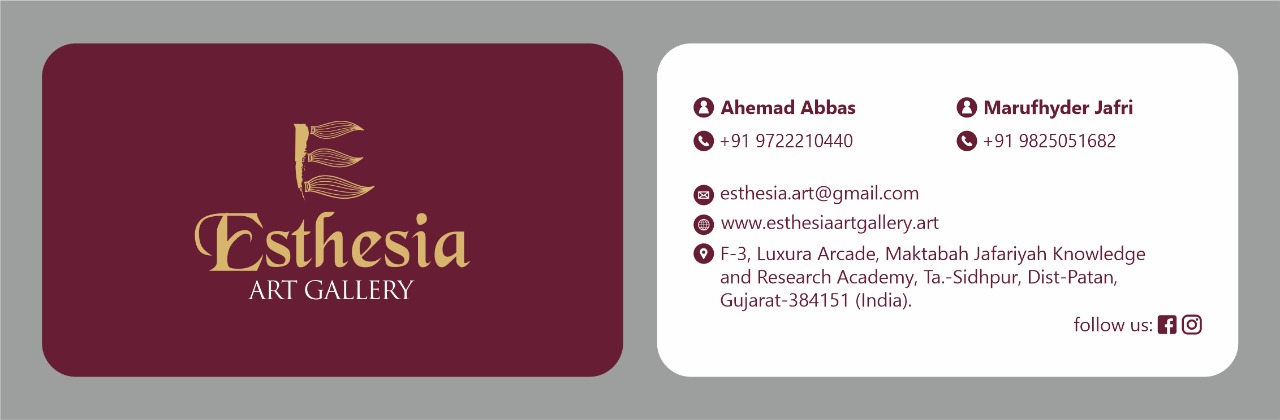 Esthesia
ART GALLERY
Ahemad Abbas
+91 9722210440
Marufhyder Jafri
+91 9825051682
esthesia.art@gmail.com
www.esthesiaartgallery.art
F-3, Luxura Arcade, Maktabah Jafariyah Knowledge
and Research Academy, Ta.-Sidhpur, Dist-Patan,
Gujarat-384151 (India).
follow us: